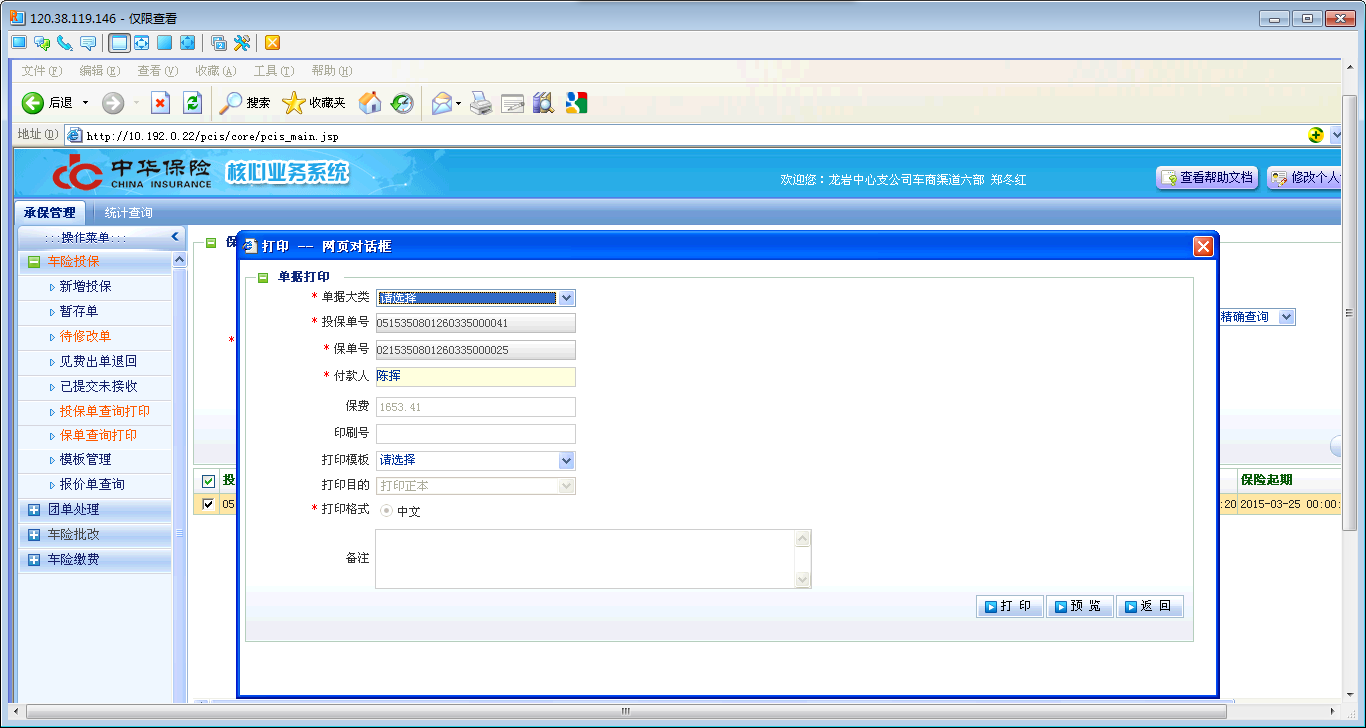 120.38.119.146 - 仅限查看
文件(F) 编辑(E) 查看(V) 收藏(A) 工具(T) 帮助(H)
后退 搜索 收藏夹
地址(D) http://10.192.0.22/pcis/core/pcis_main.jsp
中华保险 核心业务系统
CHINA INSURANCE
欢迎您：龙岩中心支公司车商渠道六部 郑冬红
查看帮助文档 修改个人
承保管理 统计查询
:::操作菜单:::
车险投保
新增投保
暂存单
待修改单
见费出单退回
已提交未接收
投保单查询打印
保单查询打印
模板管理
报价单查询
团单处理
车险批改
车险缴费
保
打印 -- 网页对话框
单据打印
* 单据大类 请选择
* 投保单号 0515350801260335000041
* 保单号 0215350801260335000025
* 付款人 陈挥
保费 1653.41
印刷号
打印模板 请选择
打印目的 打印正本
* 打印格式 中文
备注
打 印 预 览 返 回
*
精确查询
投 保险起期
05 :20 2015-03-25 00:00: